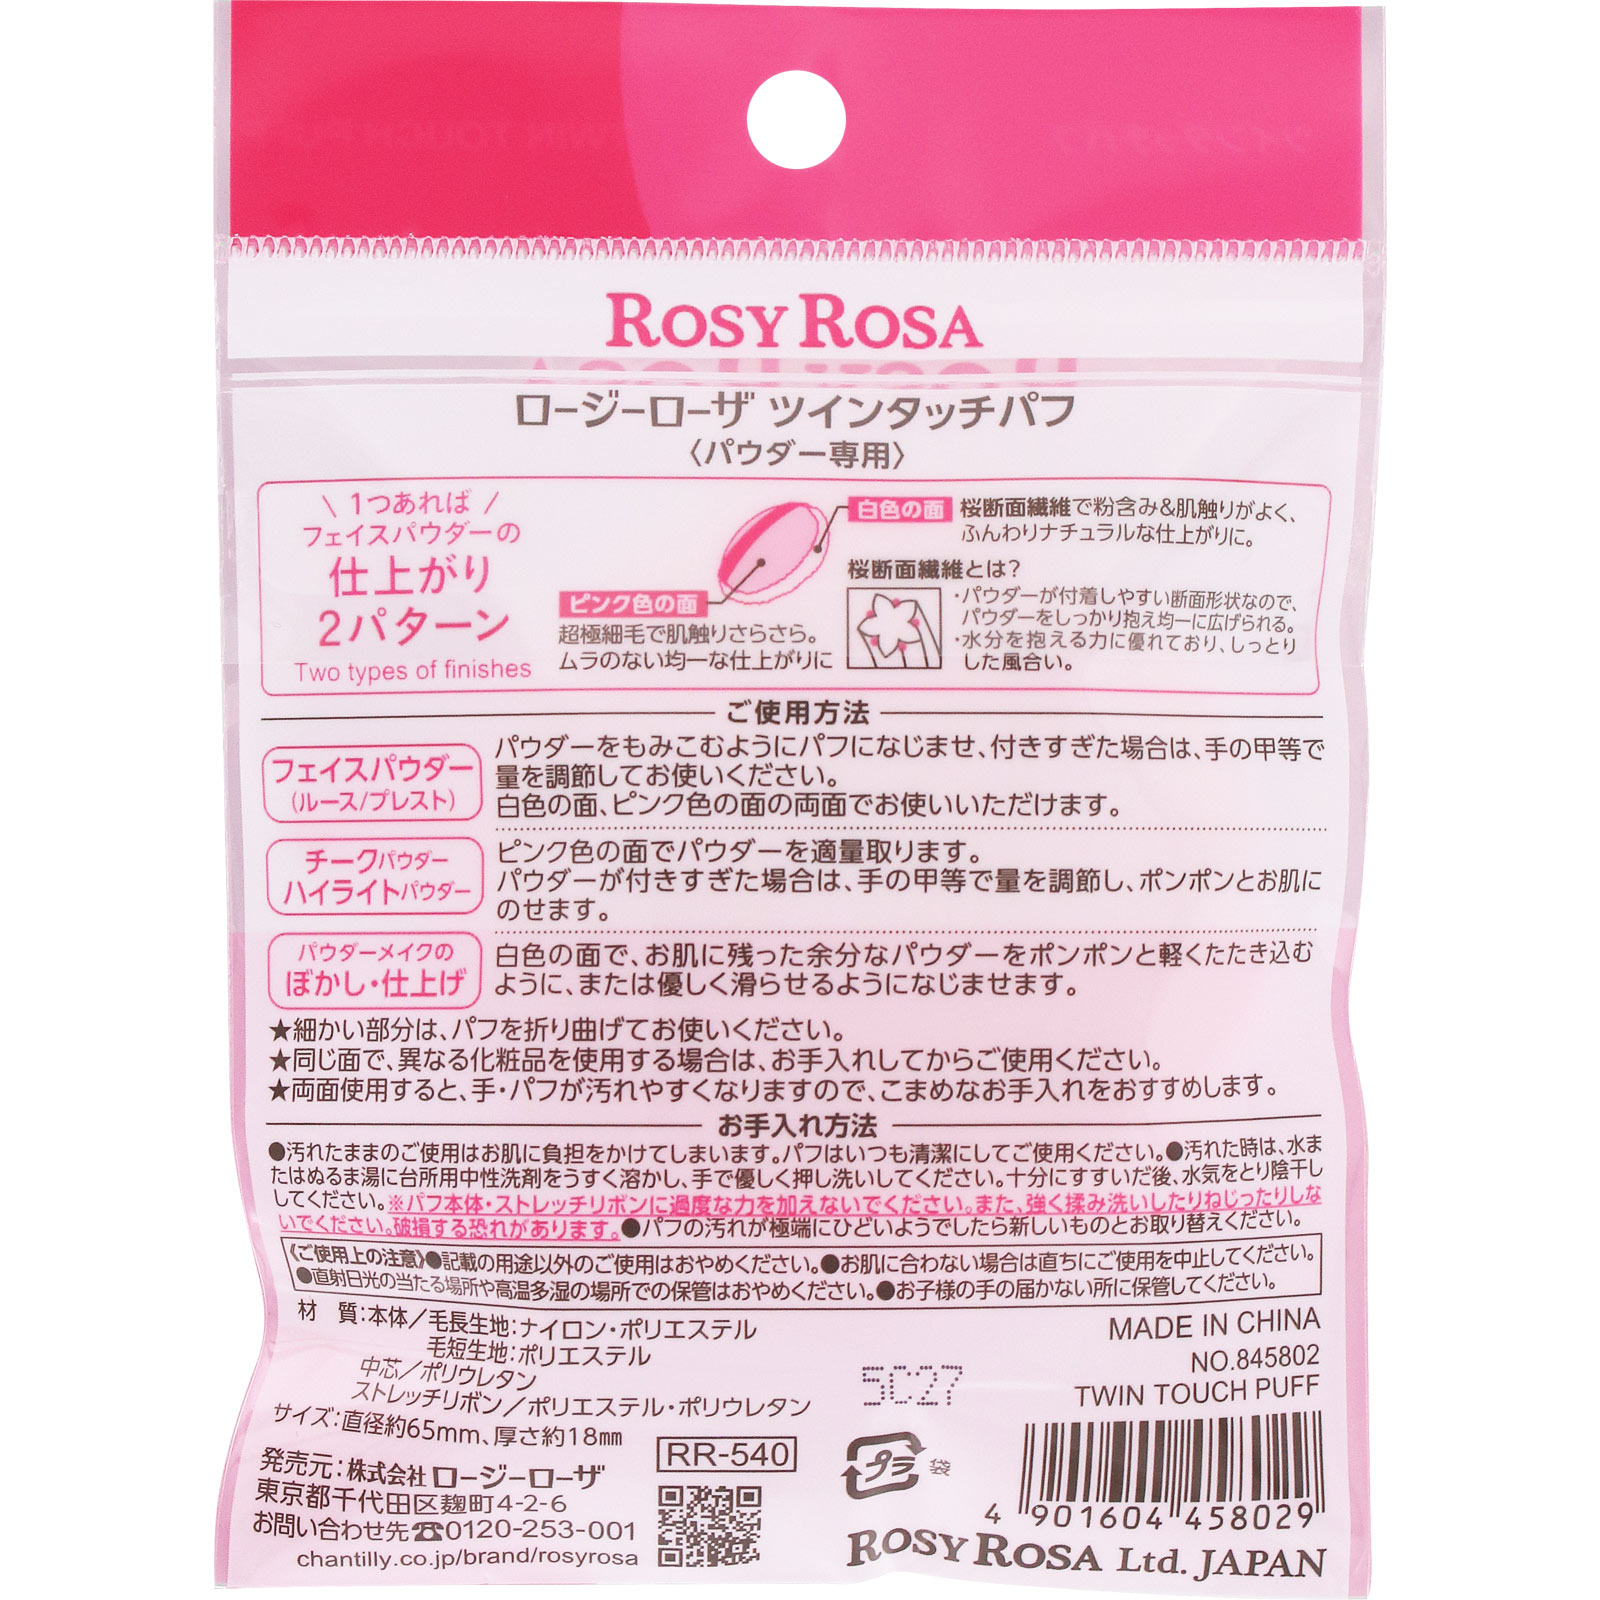 ROSY ROSA
ロージーローザ ツインタッチパフ
〈パウダー専用〉
\ 1つあれば /
フェイスパウダーの
仕上がり
2パターン
Two types of finishes
白色の面
桜断面繊維で粉含み&肌触りがよく、
ふんわりナチュラルな仕上がりに。
ピンク色の面
超極細毛で肌触りさらさら。
ムラのない均一な仕上がりに
桜断面繊維とは?
・パウダーが付着しやすい断面形状なので、
パウダーをしっかり抱え均一に広げられる。
・水分を抱える力に優れており、しっとり
した風合い。
ご使用方法
フェイスパウダー
(ルース/プレスト)
パウダーをもみこむようにパフになじませ、付きすぎた場合は、手の甲等で
量を調節してお使いください。
白色の面、ピンク色の面の両面でお使いいただけます。
チークパウダー
ハイライトパウダー
ピンク色の面でパウダーを適量取ります。
パウダーが付きすぎた場合は、手の甲等で量を調節し、ポンポンとお肌に
のせます。
パウダーメイクの
ぼかし・仕上げ
白色の面で、お肌に残った余分なパウダーをポンポンと軽くたたき込む
ように、または優しく滑らせるようになじませます。
★細かい部分は、パフを折り曲げてお使いください。
★同じ面で、異なる化粧品を使用する場合は、お手入れしてからご使用ください。
★両面使用すると、手・パフが汚れやすくなりますので、こまめなお手入れをおすすめします。
お手入れ方法
●汚れたままのご使用はお肌に負担をかけてしまいます。パフはいつも清潔にしてご使用ください。●汚れた時は、水ま
たはぬるま湯に台所用中性洗剤をうすく溶かし、手で優しく押し洗いしてください。十分にすすいだ後、水気をとり陰干し
してください。※パフ本体・ストレッチリボンに過度な力を加えないでください。また、強く揉み洗いしたりねじったりしな
いでください。破損する恐れがあります。●パフの汚れが極端にひどいようでしたら新しいものとお取り替えください。
《ご使用上の注意》●記載の用途以外のご使用はおやめください。●お肌に合わない場合は直ちにご使用を中止してください。
●直射日光の当たる場所や高温多湿の場所での保管はおやめください。●お子様の手の届かない所に保管してください。
材 質:本体/毛長生地:ナイロン・ポリエステル
毛短生地:ポリエステル
中芯/ポリウレタン
ストレッチリボン/ポリエステル・ポリウレタン
サイズ:直径約65mm、厚さ約18mm
発売元:株式会社 ロージーローザ
東京都千代田区麹町4-2-6
お問い合わせ先☎0120-253-001
chantilly.co.jp/brand/rosyrosa
RR-540
5C27
プラ
袋
MADE IN CHINA
NO.845802
TWIN TOUCH PUFF
4 901604 458029
ROSY ROSA Ltd. JAPAN